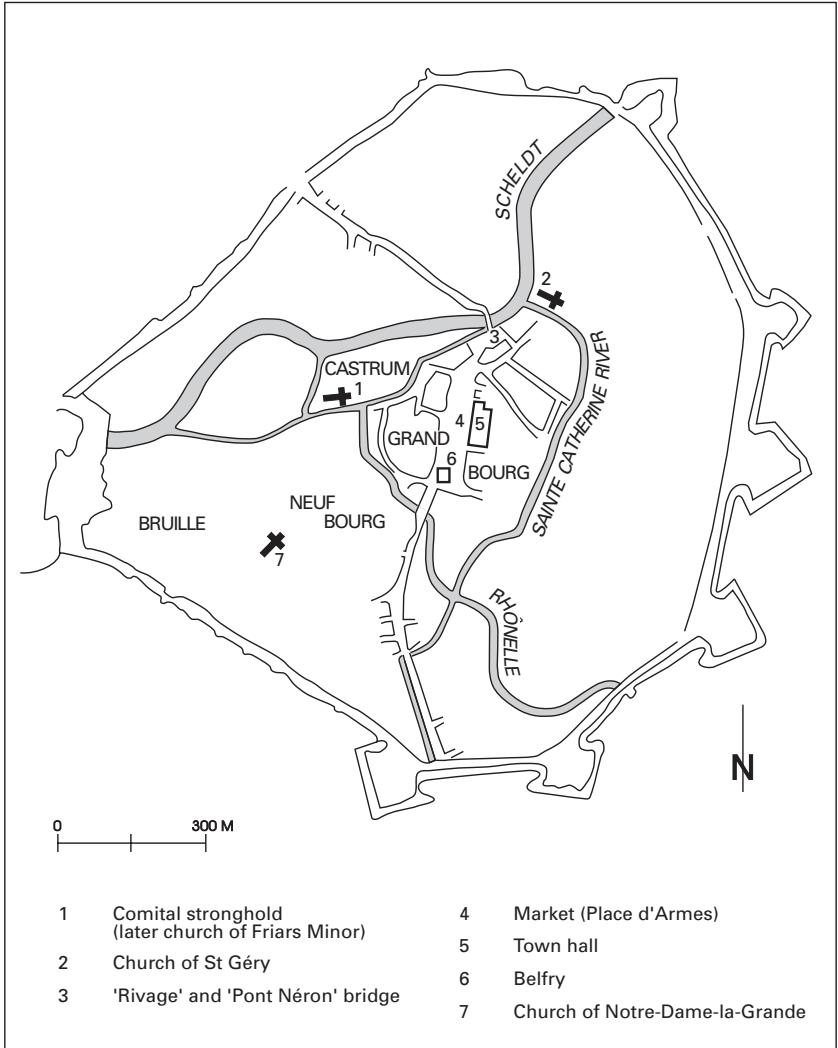 SCHELDT
2
3
CASTRUM
1
SAINTE CATHERINE RIVER
4
5
GRAND
6
BOURG
NEUF
BOURG
BRUILLE
7
RHÔNELLE
N
0 300 M
1 Comital stronghold
(later church of Friars Minor)
2 Church of St Géry
3 'Rivage' and 'Pont Néron' bridge
4 Market (Place d'Armes)
5 Town hall
6 Belfry
7 Church of Notre-Dame-la-Grande